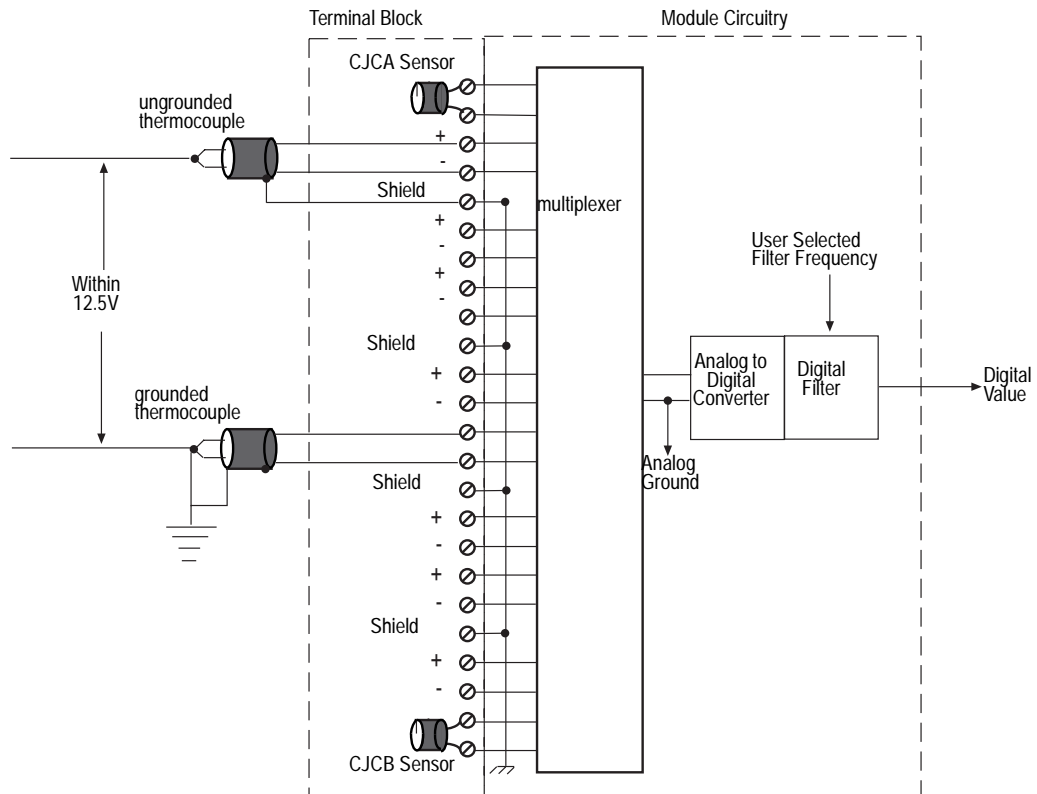 Terminal Block
Module Circuitry
CJCA Sensor
ungrounded
thermocouple
+
-
Shield
multiplexer
+
-
+
-
User Selected
Filter Frequency
Within
12.5V
Shield
+
-
Analog to
Digital
Converter
Digital
Filter
Digital
Value
grounded
thermocouple
Analog
Ground
Shield
+
-
+
-
Shield
+
-
CJCB Sensor